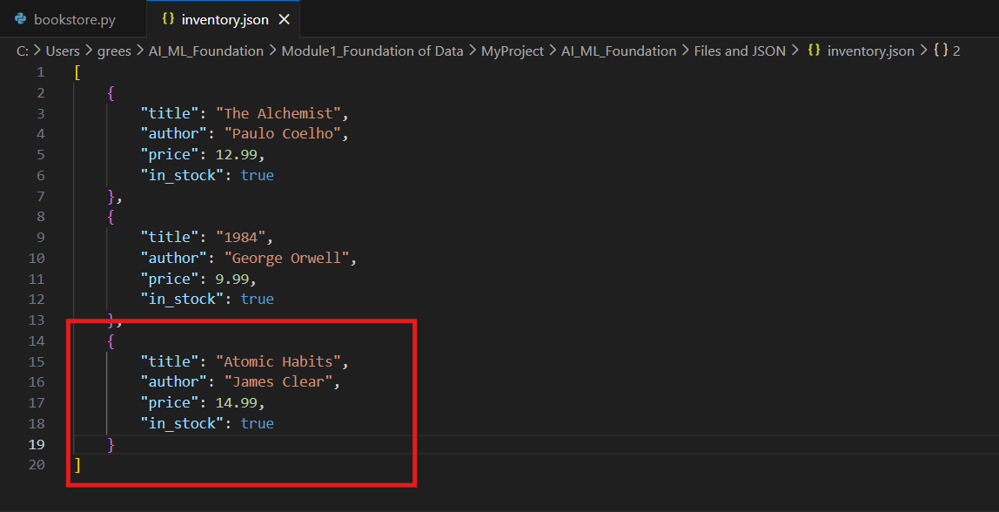 bookstore.py {} inventory.json ×
C: > Users > grees > AI_ML_Foundation > Module1_Foundation of Data > MyProject > AI_ML_Foundation > Files and JSON > {} inventory.json > {} 2
1 [
2     {
3         "title": "The Alchemist",
4         "author": "Paulo Coelho",
5         "price": 12.99,
6         "in_stock": true
7     },
8     {
9         "title": "1984",
10         "author": "George Orwell",
11         "price": 9.99,
12         "in_stock": true
13     },
14     {
15         "title": "Atomic Habits",
16         "author": "James Clear",
17         "price": 14.99,
18         "in_stock": true
19     }
20 ]